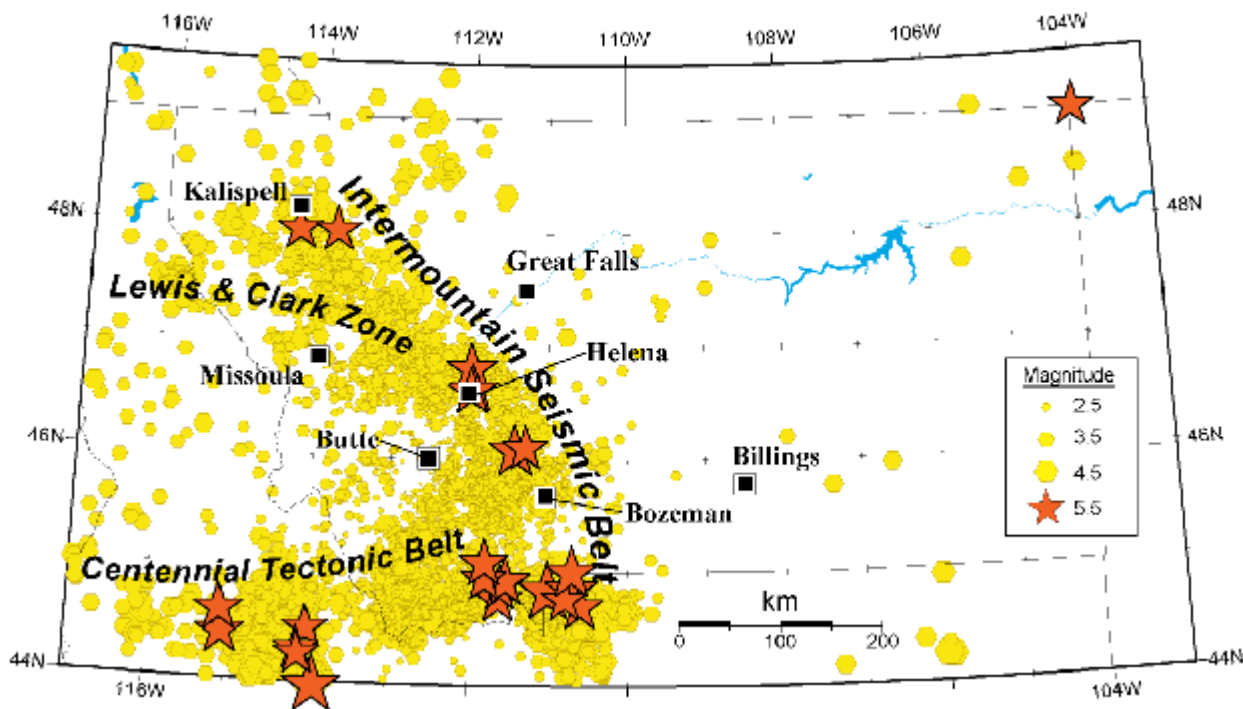 116W 114W 112W 110W 108W 106W 104W
Kalispell
48N 48N
Intermountain Seismic Belt
Great Falls
Lewis & Clark Zone
Helena
Missoula
Magnitude
2.5
3.5
4.5
5.5
46N 46N
Butte
Billings
Bozeman
Centennial Tectonic Belt
km
0 100 200
44N 44N
116W 112W 110W 104W